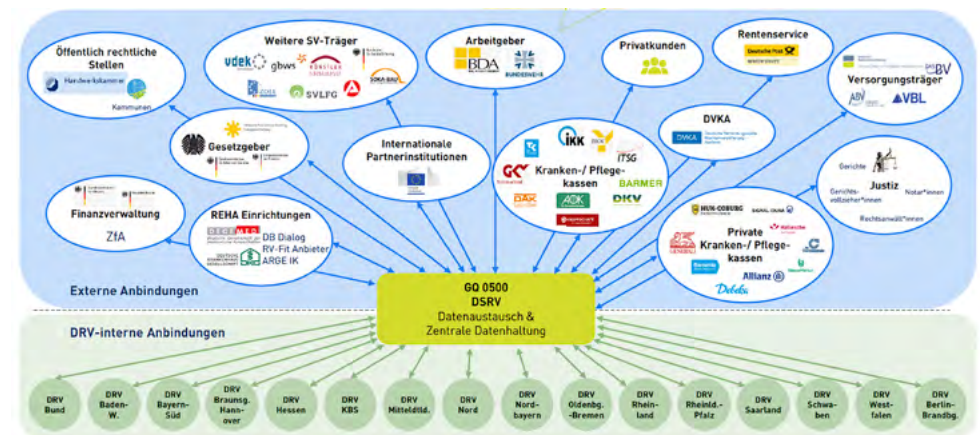 Öffentlich rechtliche
Stellen
Handwerkskammer
Kommunen
Weitere SV-Träger
vdek
gbws
KÜNSTLER
SOKA-BAU
SVLFG
Arbeitgeber
BDA
BUNDESWEHR
Privatkunden
Rentenservice
Deutsche Post
Versorgungsträger
ABV
VBL
Gesetzgeber
Internationale
Partnerinstitutionen
IKK
ITSG
Kranken-/ Pflege-
kassen
BARMER
DAK
AOK
DKV
DVKA
DVKA
Justiz
Gerichte
Gerichts-
vollzieher*innen
Notar*innen
Rechtsanwält*innen
Finanzverwaltung
ZfA
REHA Einrichtungen
DEGEMED
DB Dialog
RV-Fit Anbieter
ARGE IK
HUK-COBURG
SIGNAL IDUNA
Private
Kranken-/ Pflege-
kassen
GENERALI
Allianz
Debeka
Externe Anbindungen
GQ 0500
DSRV
Datenaustausch &
Zentrale Datenhaltung
DRV-interne Anbindungen
DRV
Bund
DRV
Baden-
W.
DRV
Bayern-
Süd
DRV
Braunsg.
Hann-
over
DRV
Hessen
DRV
KBS
DRV
Mitteldtld.
DRV
Nord
DRV
Nord-
bayern
DRV
Oldenbg.
-Bremen
DRV
Rhein-
land
DRV
Rheinld.-
Pfalz
DRV
Saarland
DRV
Schwa-
ben
DRV
West-
falen
DRV
Berlin-
Brandbg.